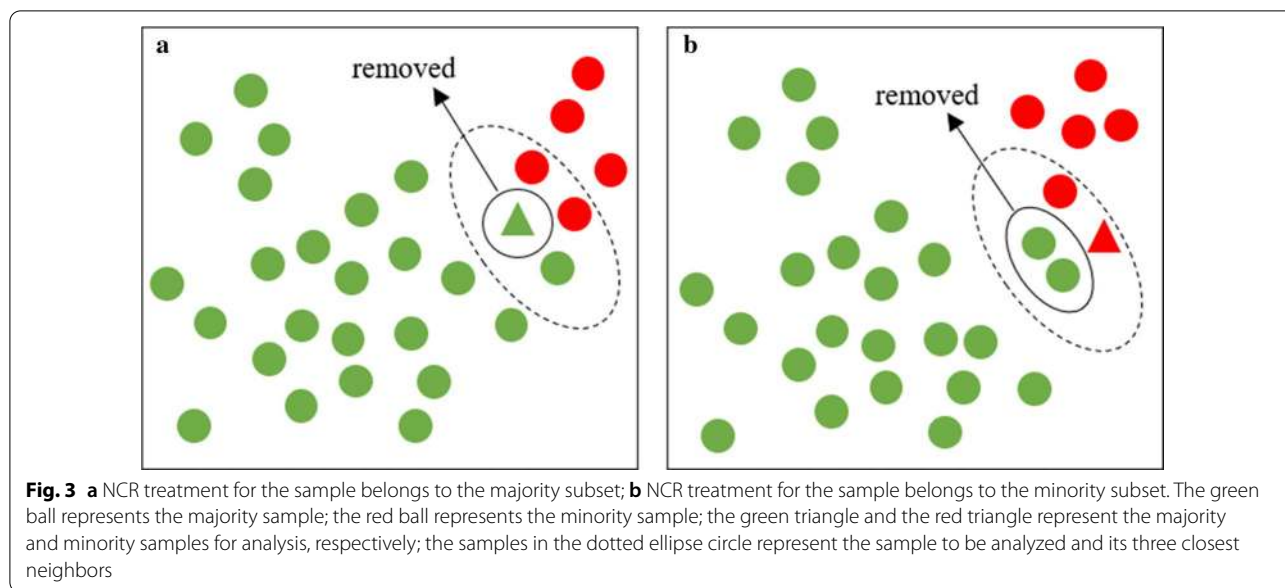 a
removed
b
removed
Fig. 3 a NCR treatment for the sample belongs to the majority subset; b NCR treatment for the sample belongs to the minority subset. The green
ball represents the majority sample; the red ball represents the minority sample; the green triangle and the red triangle represent the majority
and minority samples for analysis, respectively; the samples in the dotted ellipse circle represent the sample to be analyzed and its three closest
neighbors